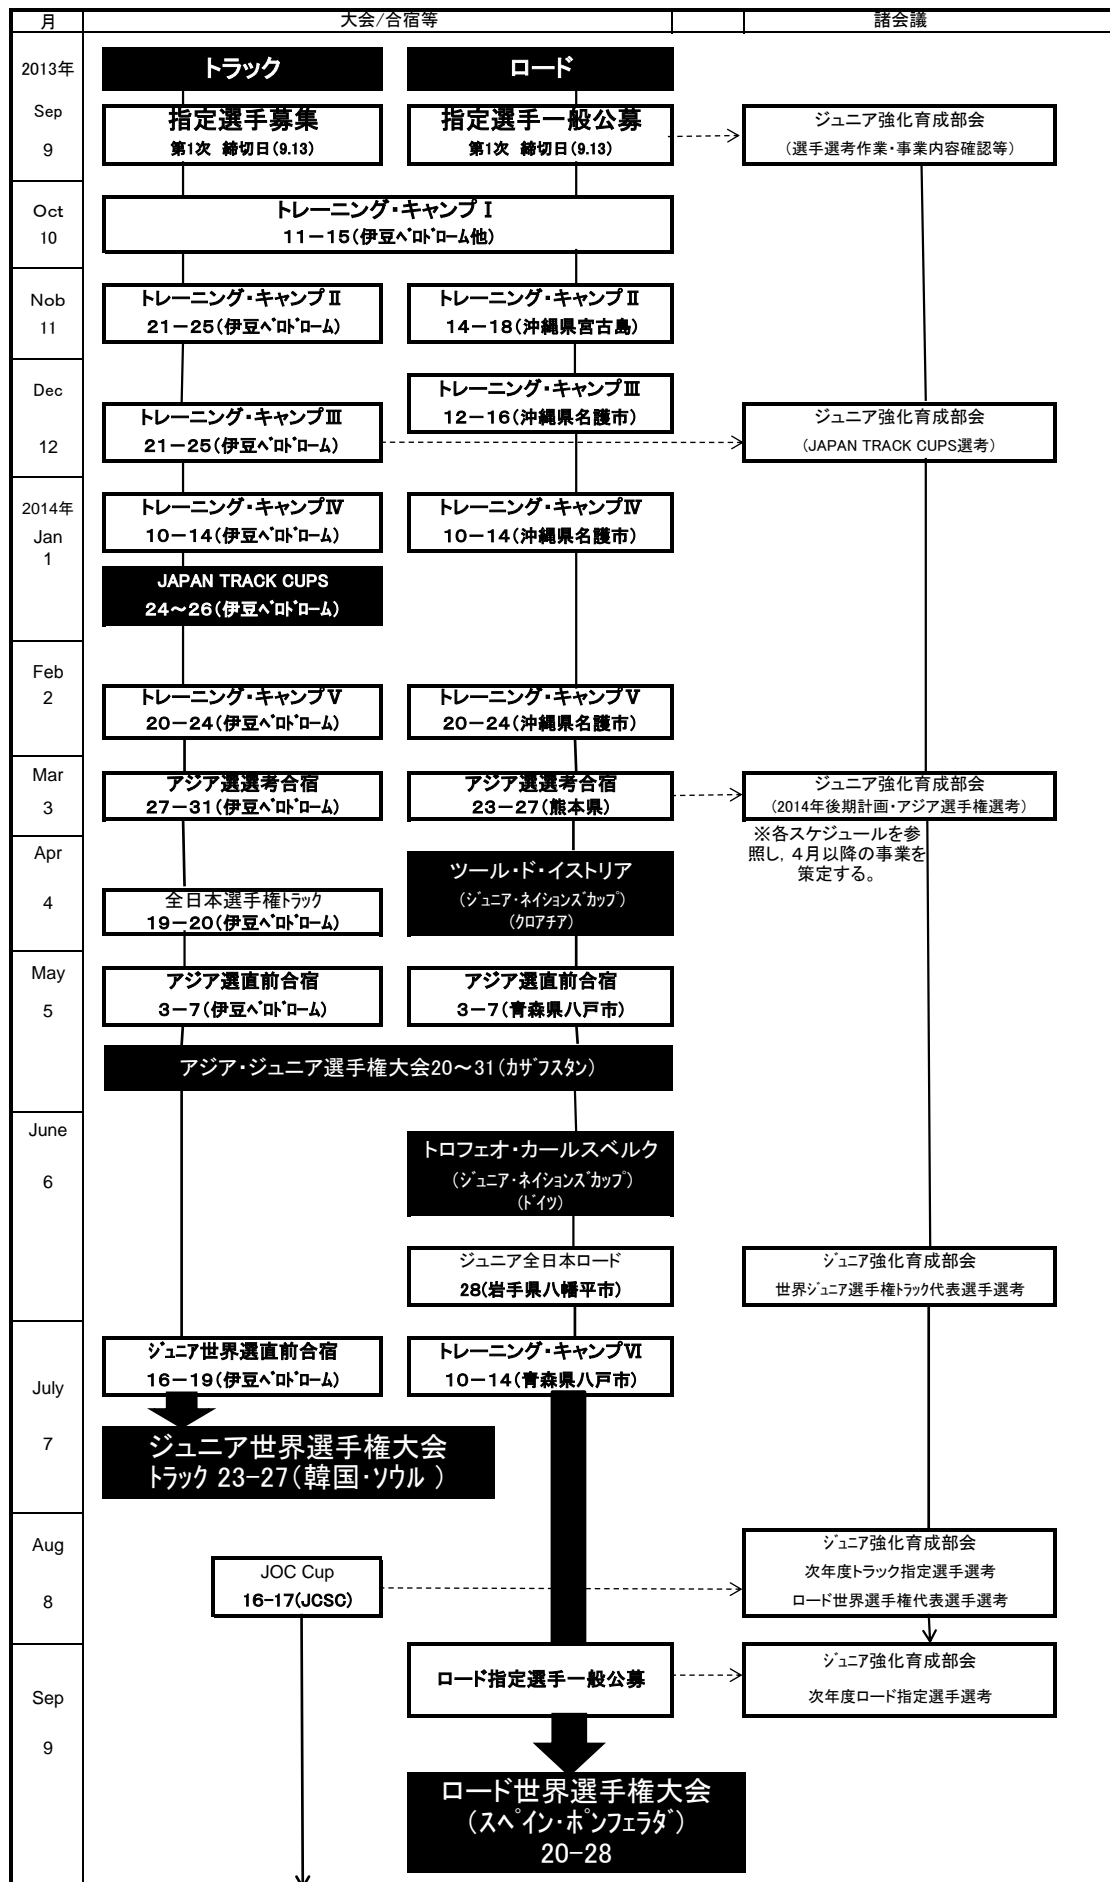 月
大会/合宿等
諸会議
2013年
トラック
ロード
Sep
9
指定選手募集
第1次 締切日(9.13)
指定選手一般公募
第1次 締切日(9.13)
ジュニア強化育成部会
(選手選考作業・事業内容確認等)
Oct
10
トレーニング・キャンプⅠ
11-15(伊豆ベロドローム他)
Nob
11
トレーニング・キャンプⅡ
21-25(伊豆ベロドローム)
トレーニング・キャンプⅡ
14-18(沖縄県宮古島)
Dec
12
トレーニング・キャンプⅢ
12-16(沖縄県名護市)
トレーニング・キャンプⅢ
21-25(伊豆ベロドローム)
ジュニア強化育成部会
(JAPAN TRACK CUPS選考)
2014年
Jan
1
トレーニング・キャンプⅣ
10-14(伊豆ベロドローム)
トレーニング・キャンプⅣ
10-14(沖縄県名護市)
JAPAN TRACK CUPS
24～26(伊豆ベロドローム)
Feb
2
トレーニング・キャンプⅤ
20-24(伊豆ベロドローム)
トレーニング・キャンプⅤ
20-24(沖縄県名護市)
Mar
3
アジア選選考合宿
27-31(伊豆ベロドローム)
アジア選選考合宿
23-27(熊本県)
ジュニア強化育成部会
(2014年後期計画・アジア選手権選考)
※各スケジュールを参
照し,4月以降の事業を
策定する。
Apr
4
ツール・ド・イストリア
(ジュニア・ネイションズカップ)
(クロアチア)
全日本選手権トラック
19-20(伊豆ベロドローム)
May
5
アジア選直前合宿
3-7(伊豆ベロドローム)
アジア選直前合宿
3-7(青森県八戸市)
アジア・ジュニア選手権大会20～31(カザフスタン)
June
6
トロフェオ・カールスベルク
(ジュニア・ネイションズカップ)
(ドイツ)
ジュニア全日本ロード
28(岩手県八幡平市)
ジュニア強化育成部会
世界ジュニア選手権トラック代表選手選考
July
7
ジュニア世界選直前合宿
16-19(伊豆ベロドローム)
トレーニング・キャンプⅥ
10-14(青森県八戸市)
ジュニア世界選手権大会
トラック 23-27(韓国・ソウル )
Aug
8
JOC Cup
16-17(JCSC)
ジュニア強化育成部会
次年度トラック指定選手選考
ロード世界選手権代表選手選考
Sep
9
ロード指定選手一般公募
ジュニア強化育成部会
次年度ロード指定選手選考
ロード世界選手権大会
(スペイン・ポンフェラダ)
20-28